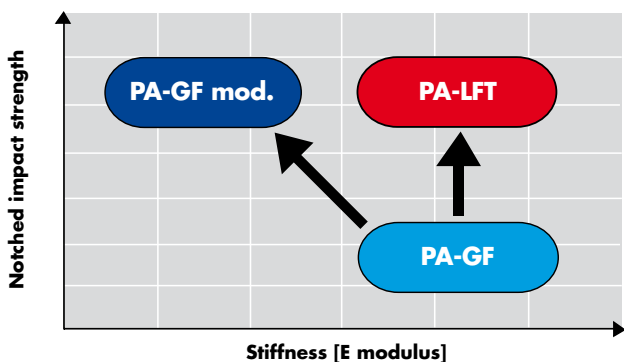 Notched impact strength
PA-GF mod.
PA-LFT
PA-GF
Stiffness [E modulus]